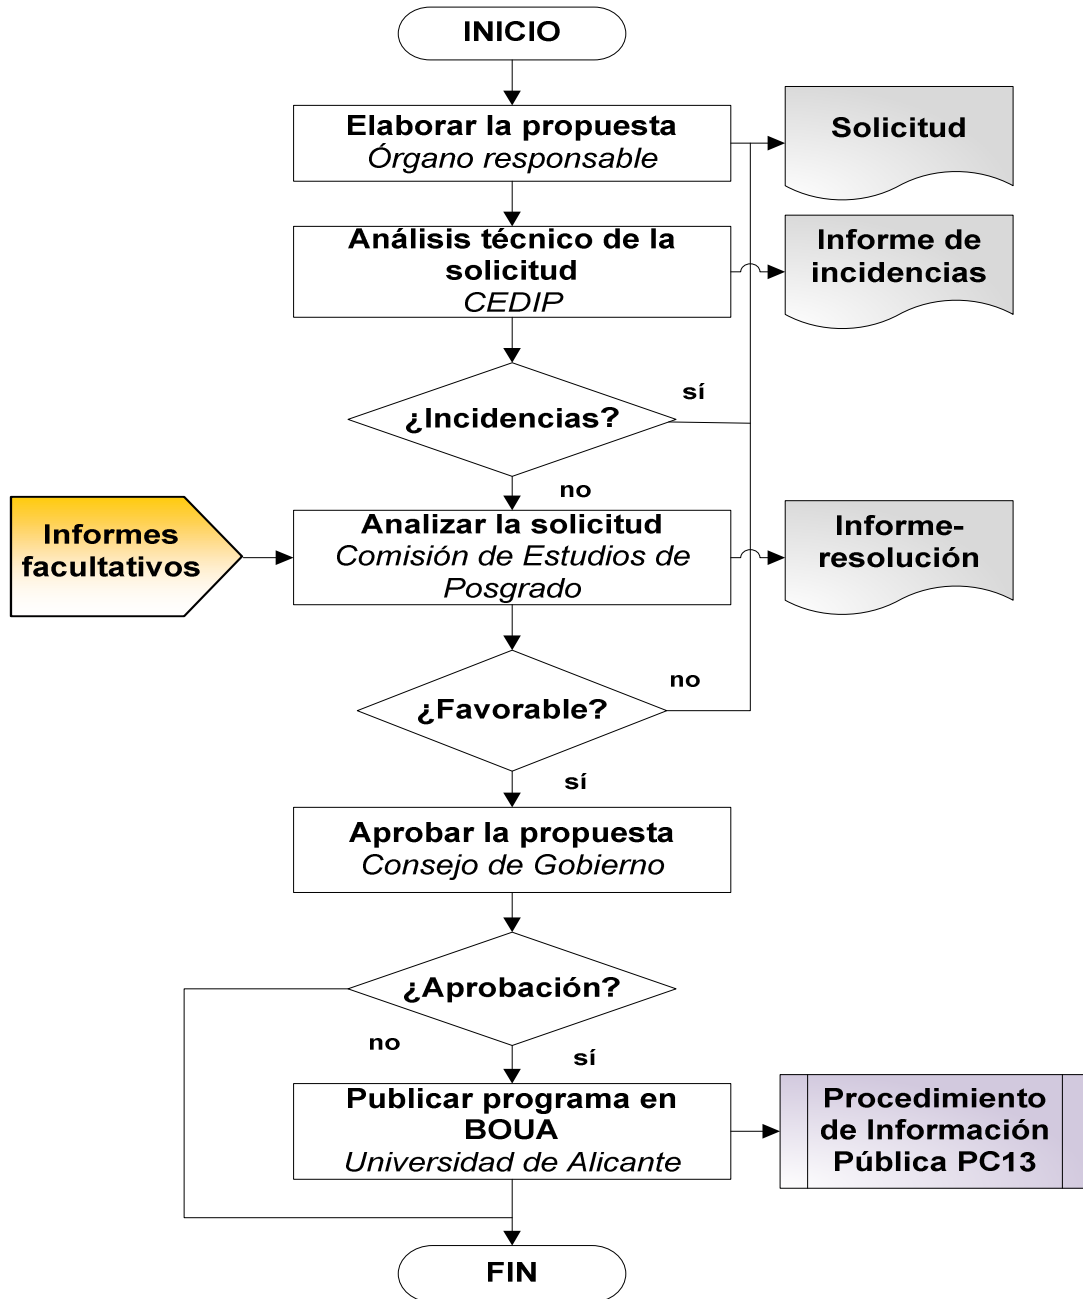 INICIO
Elaborar la propuesta
Órgano responsable
Solicitud
Análisis técnico de la
solicitud
CEDIP
Informe de
incidencias
¿Incidencias?
sí
no
Informes
facultativos
Analizar la solicitud
Comisión de Estudios de
Posgrado
Informe-
resolución
¿Favorable?
no
sí
Aprobar la propuesta
Consejo de Gobierno
¿Aprobación?
no
sí
Publicar programa en
BOUA
Universidad de Alicante
Procedimiento
de Información
Pública PC13
FIN